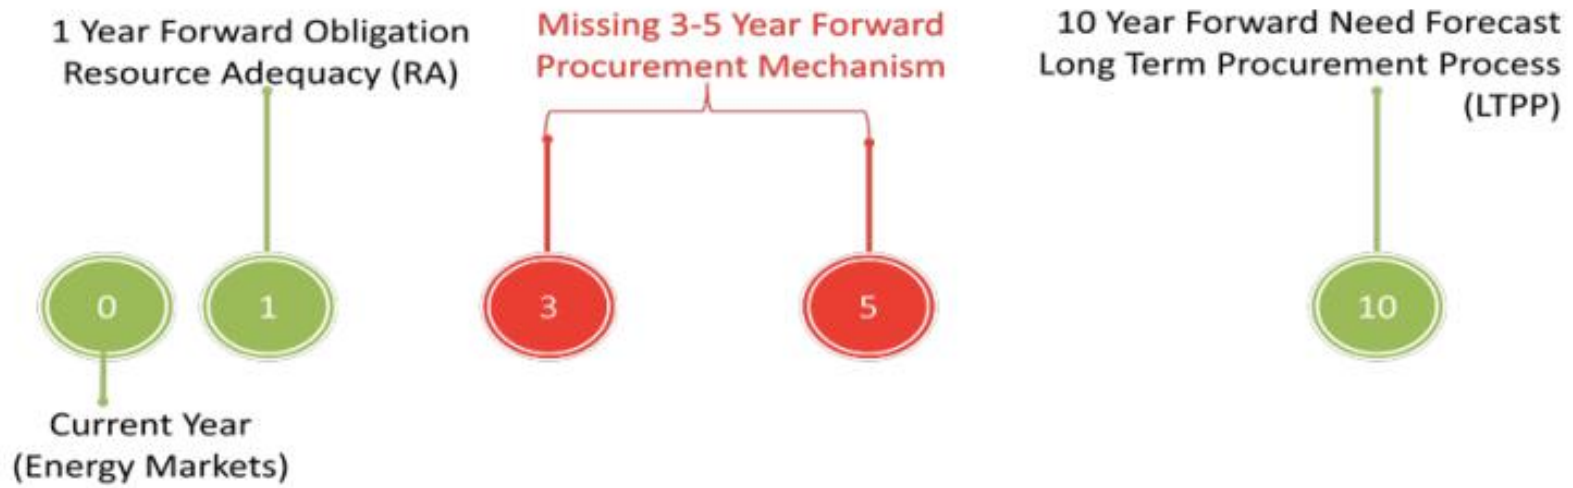 1 Year Forward Obligation
Resource Adequacy (RA)
Missing 3-5 Year Forward
Procurement Mechanism
10 Year Forward Need Forecast
Long Term Procurement Process
(LTPP)
0
1
3
5
10
Current Year
(Energy Markets)